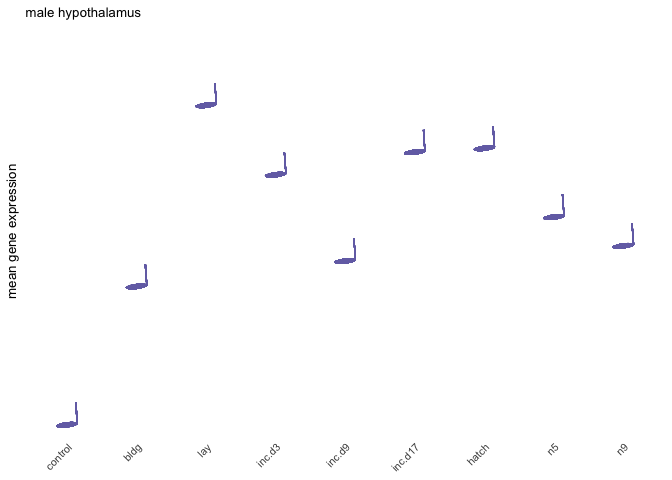 male hypothalamus
mean gene expression
control
bldg
lay
inc.d3
inc.d9
inc.d17
hatch
n5
n9